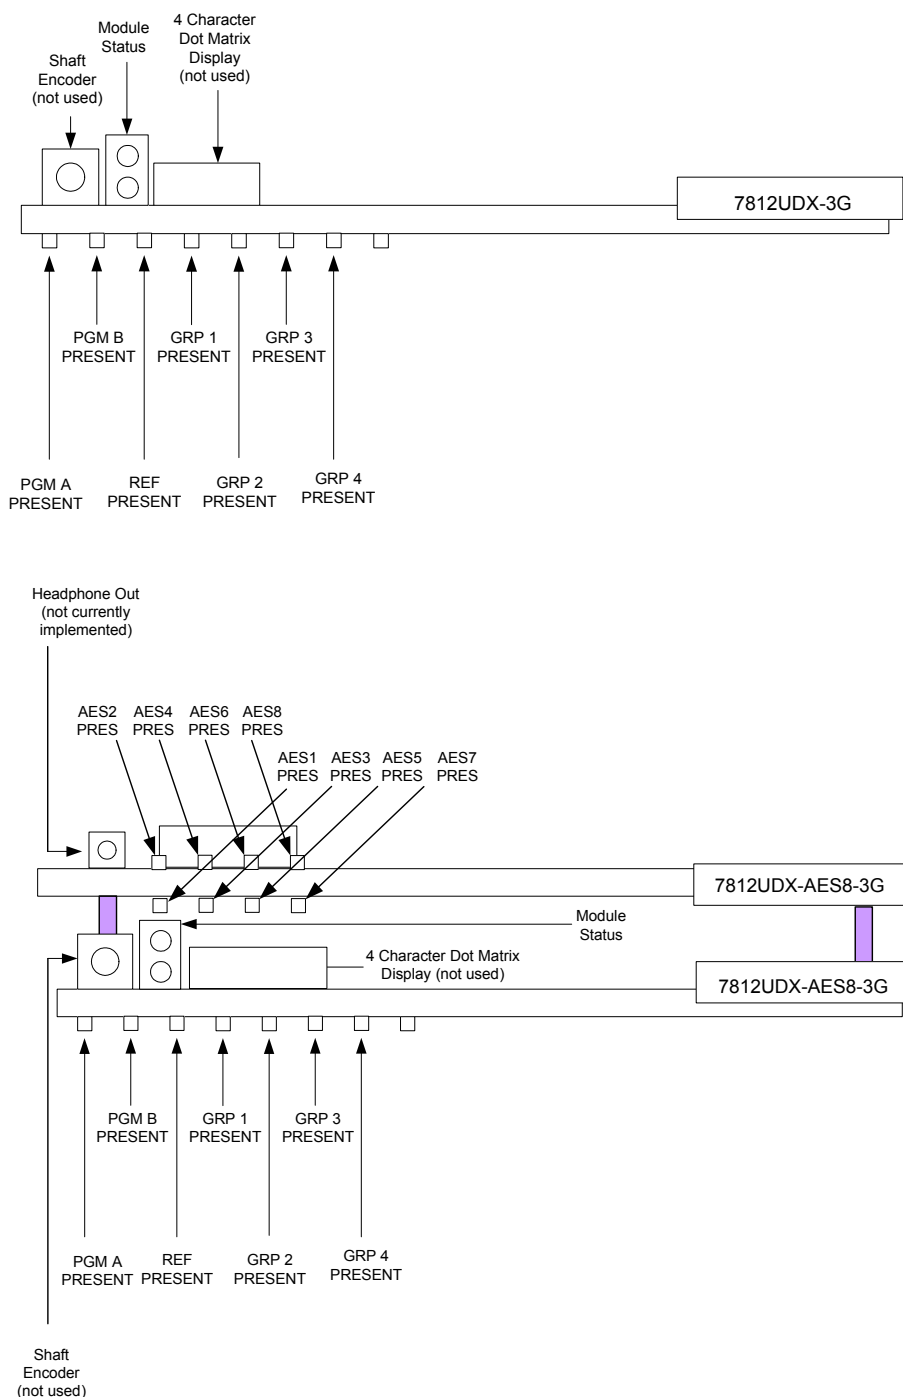 Shaft
Encoder
(not used)
Module
Status
4 Character
Dot Matrix
Display
(not used)
7812UDX-3G
PGM B
PRESENT
GRP 1
PRESENT
GRP 3
PRESENT
PGM A
PRESENT
REF
PRESENT
GRP 2
PRESENT
GRP 4
PRESENT
Headphone Out
(not currently
implemented)
AES2
PRES
AES4
PRES
AES6
PRES
AES8
PRES
AES1
PRES
AES3
PRES
AES5
PRES
AES7
PRES
7812UDX-AES8-3G
Module
Status
4 Character Dot Matrix
Display (not used)
7812UDX-AES8-3G
PGM B
PRESENT
GRP 1
PRESENT
GRP 3
PRESENT
PGM A
PRESENT
REF
PRESENT
GRP 2
PRESENT
GRP 4
PRESENT
Shaft
Encoder
(not used)